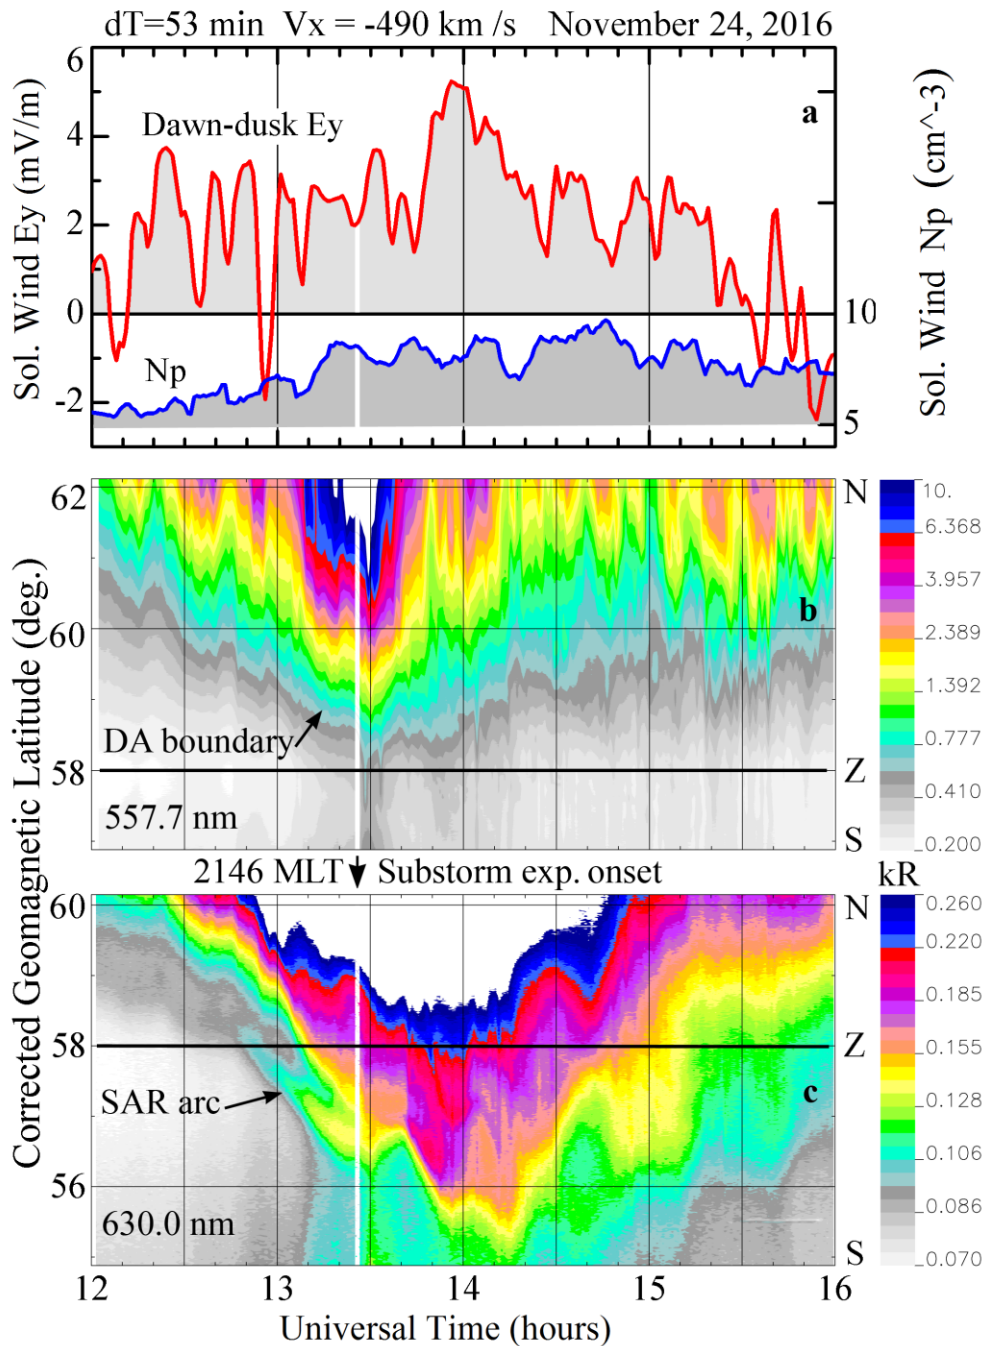 dT=53 min Vx = -490 km /s November 24, 2016
6
4
2
0
-2
Sol. Wind Ey (mV/m)
Dawn-dusk Ey
a
Np
10
5
Sol. Wind Np (cm^-3)
62
60
58
N
b
Z
S
DA boundary
557.7 nm
10.
6.368
3.957
2.389
1.392
0.777
0.410
0.200
kR
2146 MLT Substorm exp. onset
Corrected Geomagnetic Latitude (deg.)
60
58
56
N
Z
c
S
SAR arc
630.0 nm
0.260
0.220
0.185
0.155
0.128
0.106
0.086
0.070
12 13 14 15 16
Universal Time (hours)